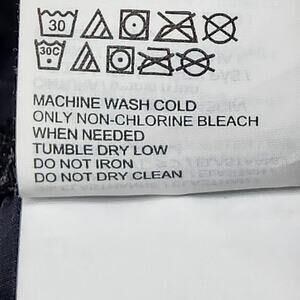 30
30C
MACHINE WASH COLD
ONLY NON-CHLORINE BLEACH
WHEN NEEDED
TUMBLE DRY LOW
DO NOT IRON
DO NOT DRY CLEAN